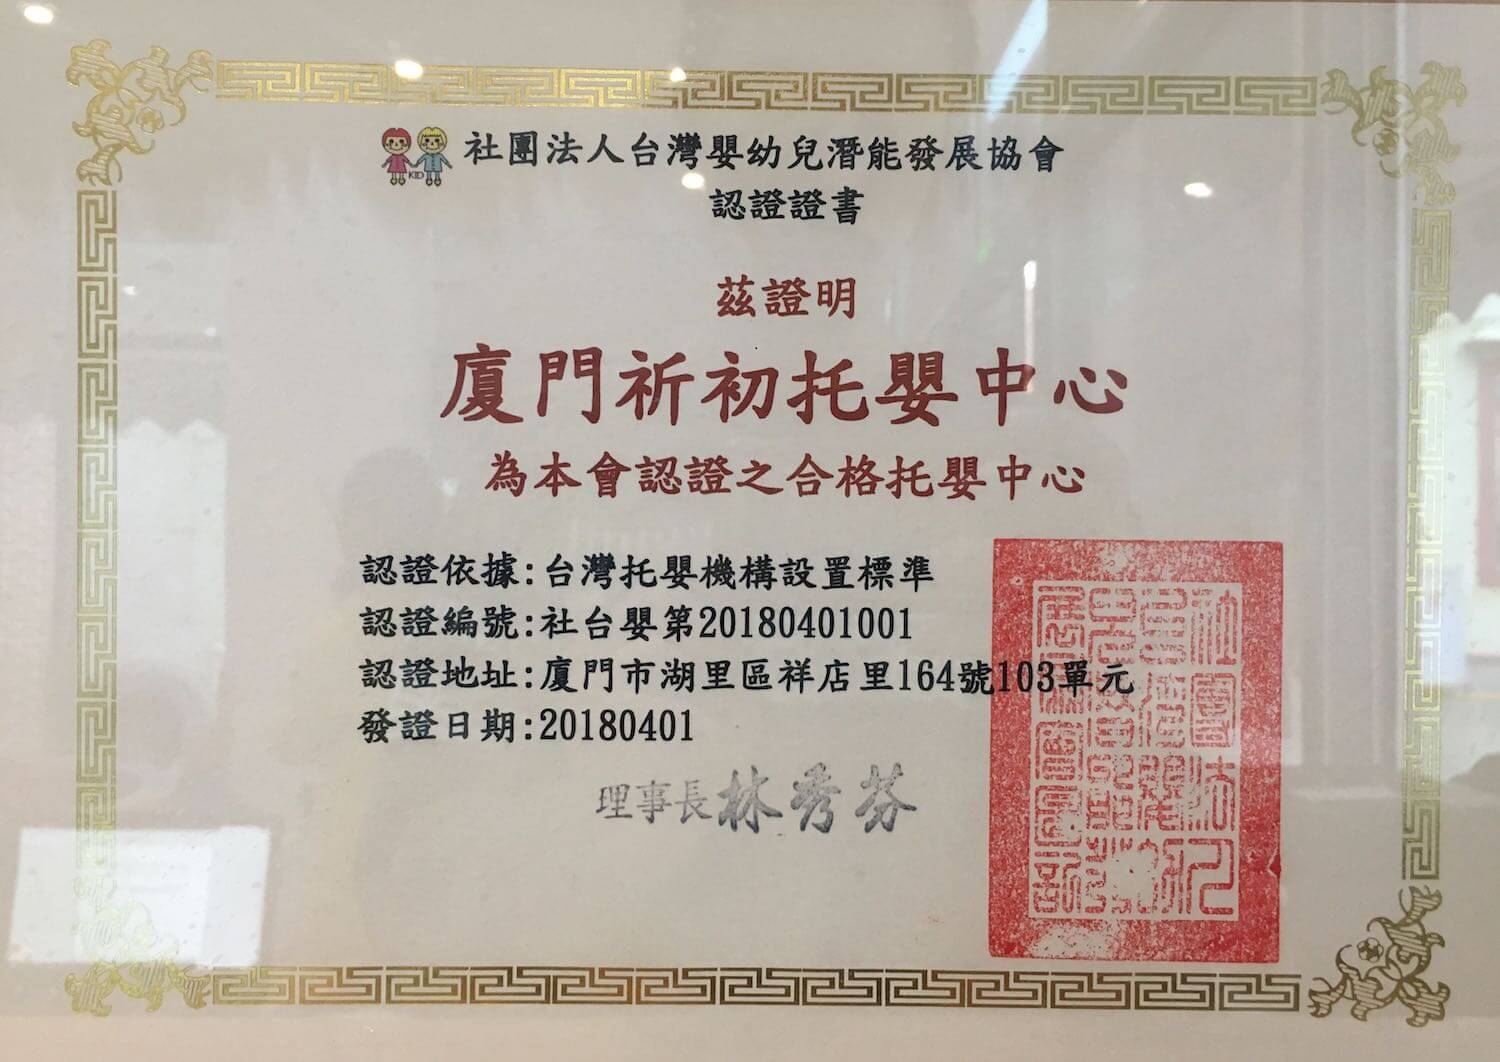 社團法人台灣嬰幼兒潛能發展協會
認證證書
茲證明
廈門祈初托嬰中心
為本會認證之合格托嬰中心
認證依據:台灣托嬰機構設置標準
認證編號:社台嬰第20180401001
認證地址:廈門市湖里區祥店里164號103單元
發證日期:20180401
理事長林秀芬
KID